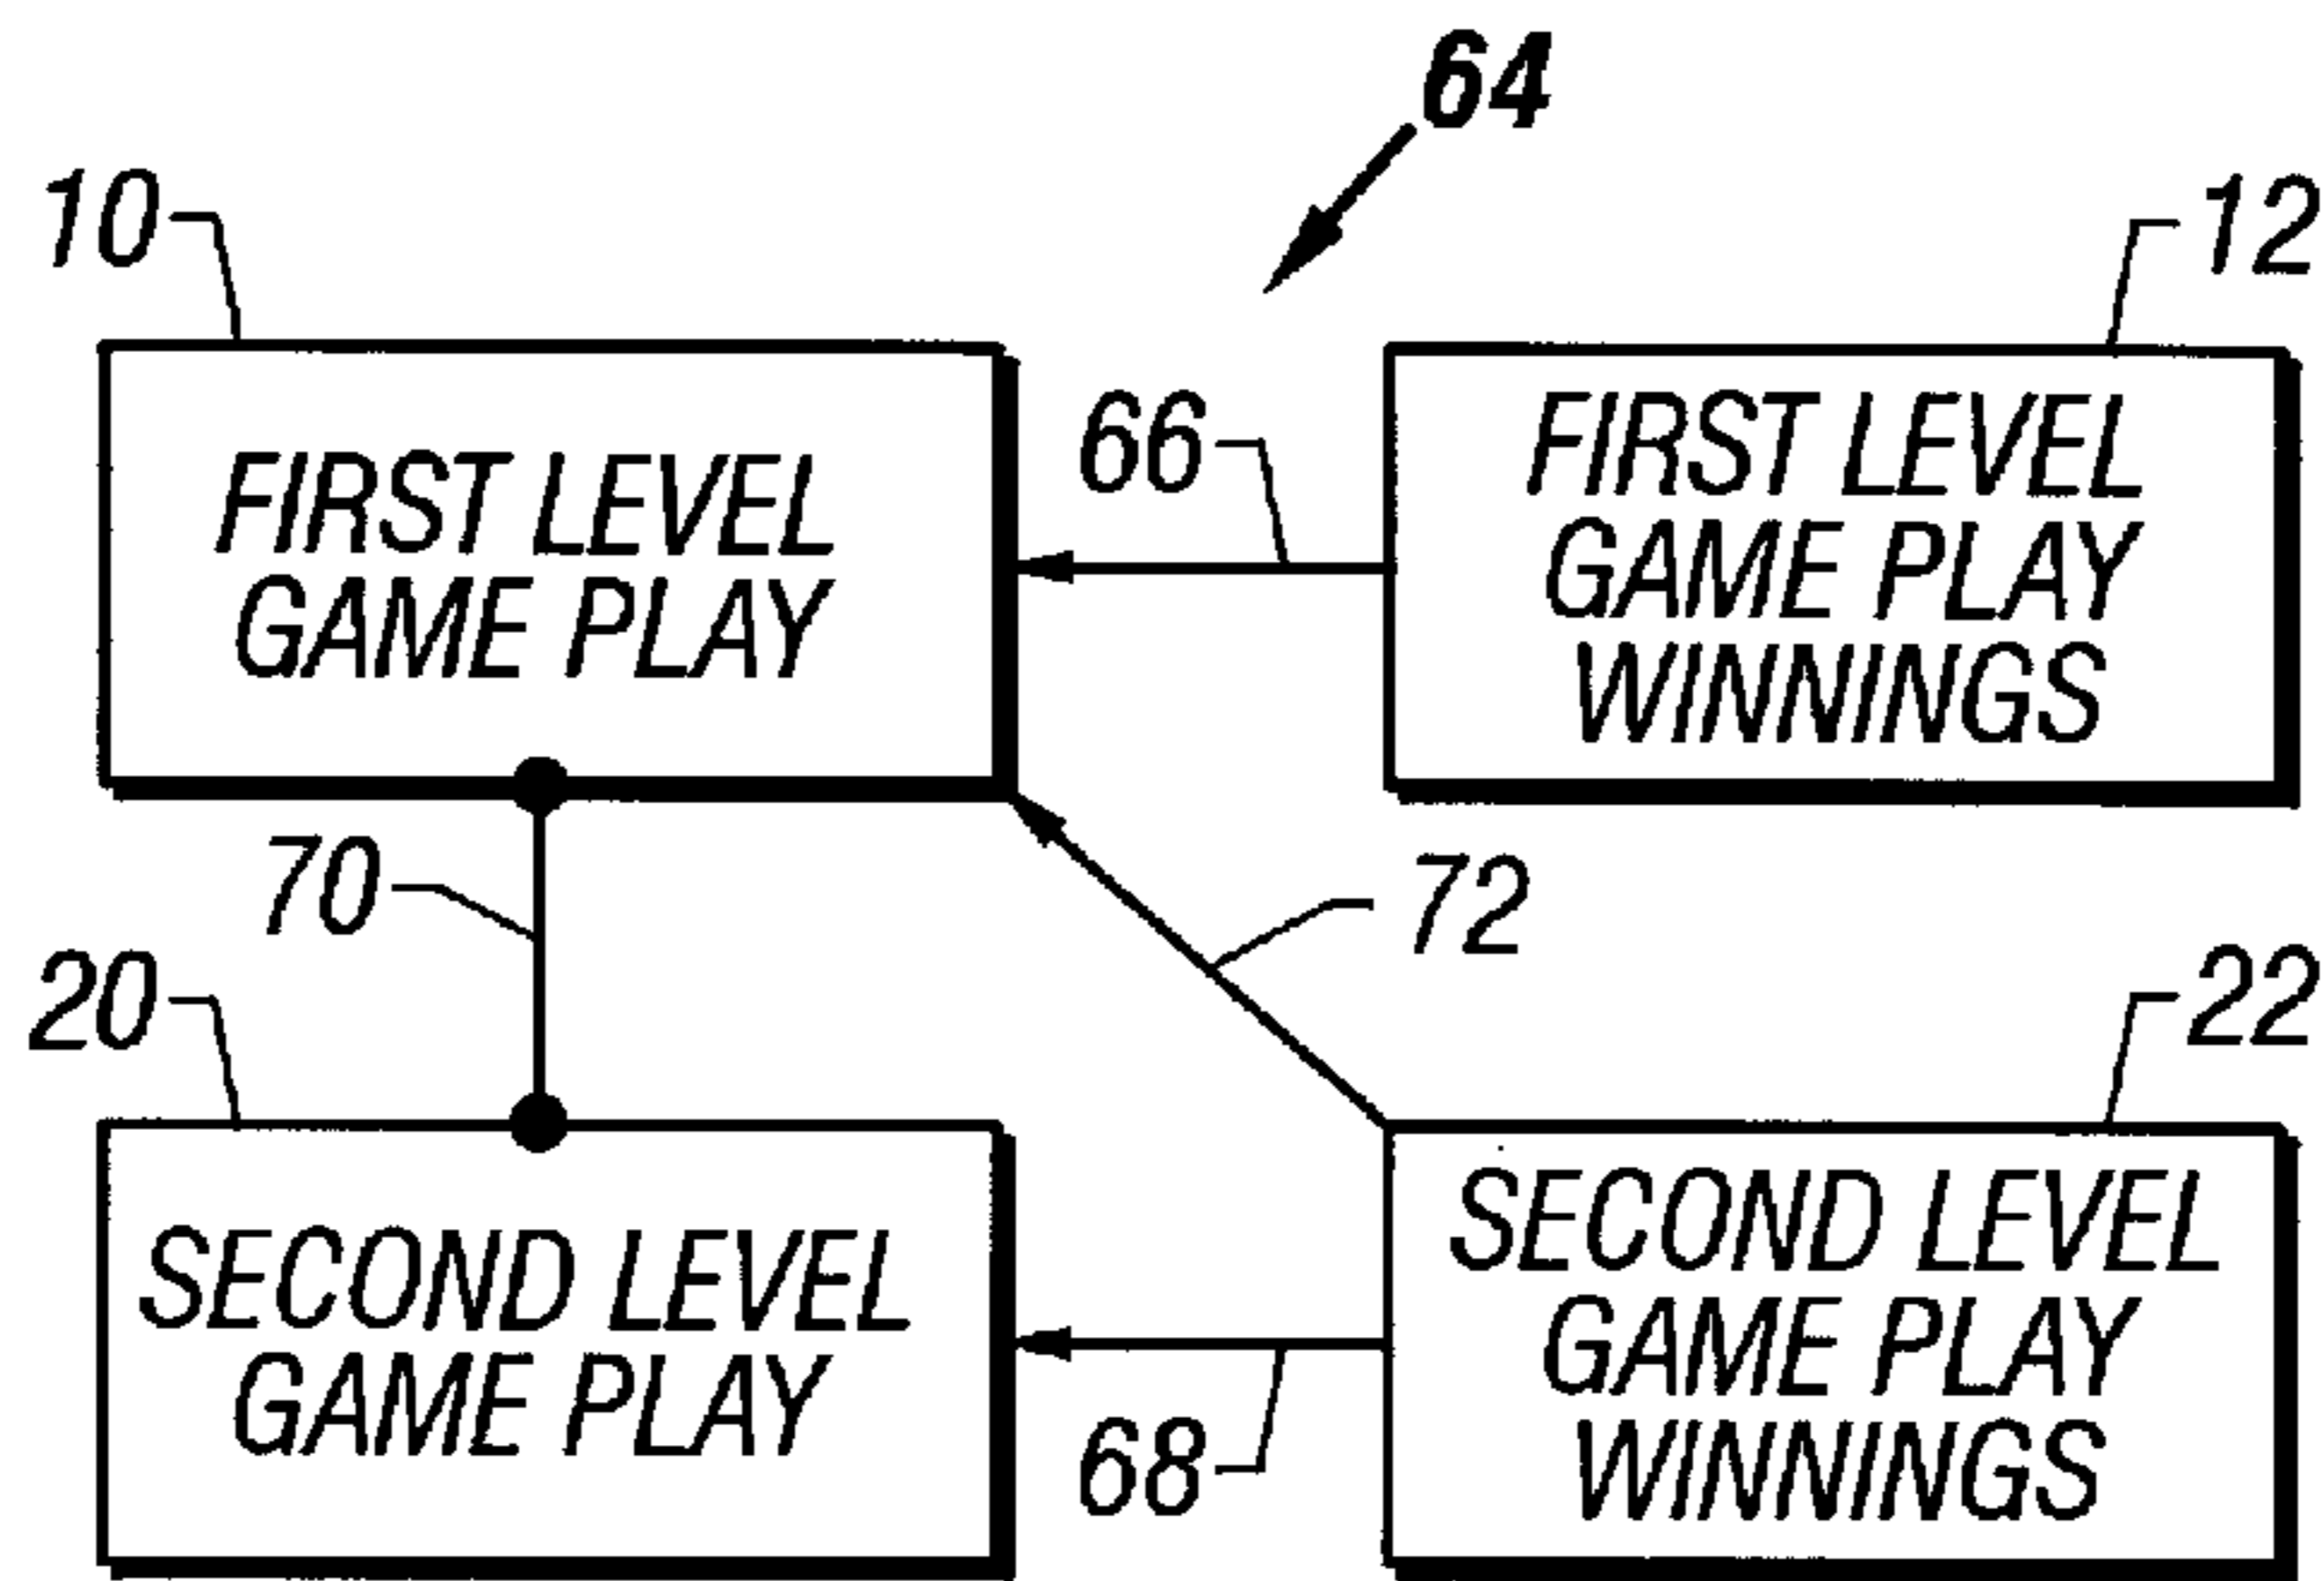 64
10
12
FIRST LEVEL
GAME PLAY
66
FIRST LEVEL
GAME PLAY
WINNINGS
70
72
20
22
SECOND LEVEL
GAME PLAY
68
SECOND LEVEL
GAME PLAY
WINNINGS